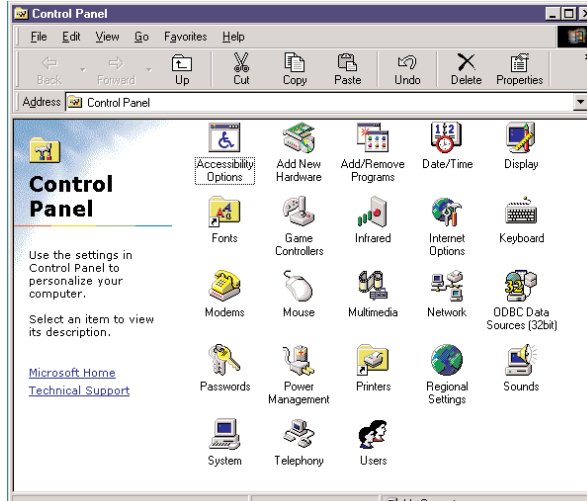 Control Panel
File Edit View Go Favorites Help
Back Forward Up Cut Copy Paste Undo Delete Properties
Address Control Panel
Control
Panel
Use the settings in
Control Panel to
personalize your
computer.
Select an item to view
its description.
Microsoft Home
Technical Support
Accessibility
Options
Add New
Hardware
Add/Remove
Programs
Date/Time
Display
Fonts
Game
Controllers
Infrared
Internet
Options
Keyboard
Modems
Mouse
Multimedia
Network
ODBC Data
Sources (32bit)
Passwords
Power
Management
Printers
Regional
Settings
Sounds
System
Telephony
Users